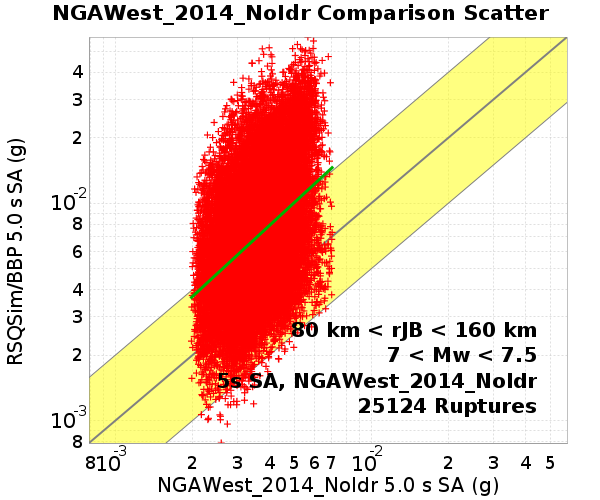 NGAWest_2014_NoIdr Comparison Scatter
RSQSim/BBP 5.0 s SA (g)
4
3
2
10-2
8
6
4
3
2
10-3
8
80 km < rJB < 160 km
7 < Mw < 7.5
5s SA, NGAWest_2014_NoIdr
25124 Ruptures
8 10-3 2 3 4 5 6 7 10-2 2 3 4 5
NGAWest_2014_NoIdr 5.0 s SA (g)